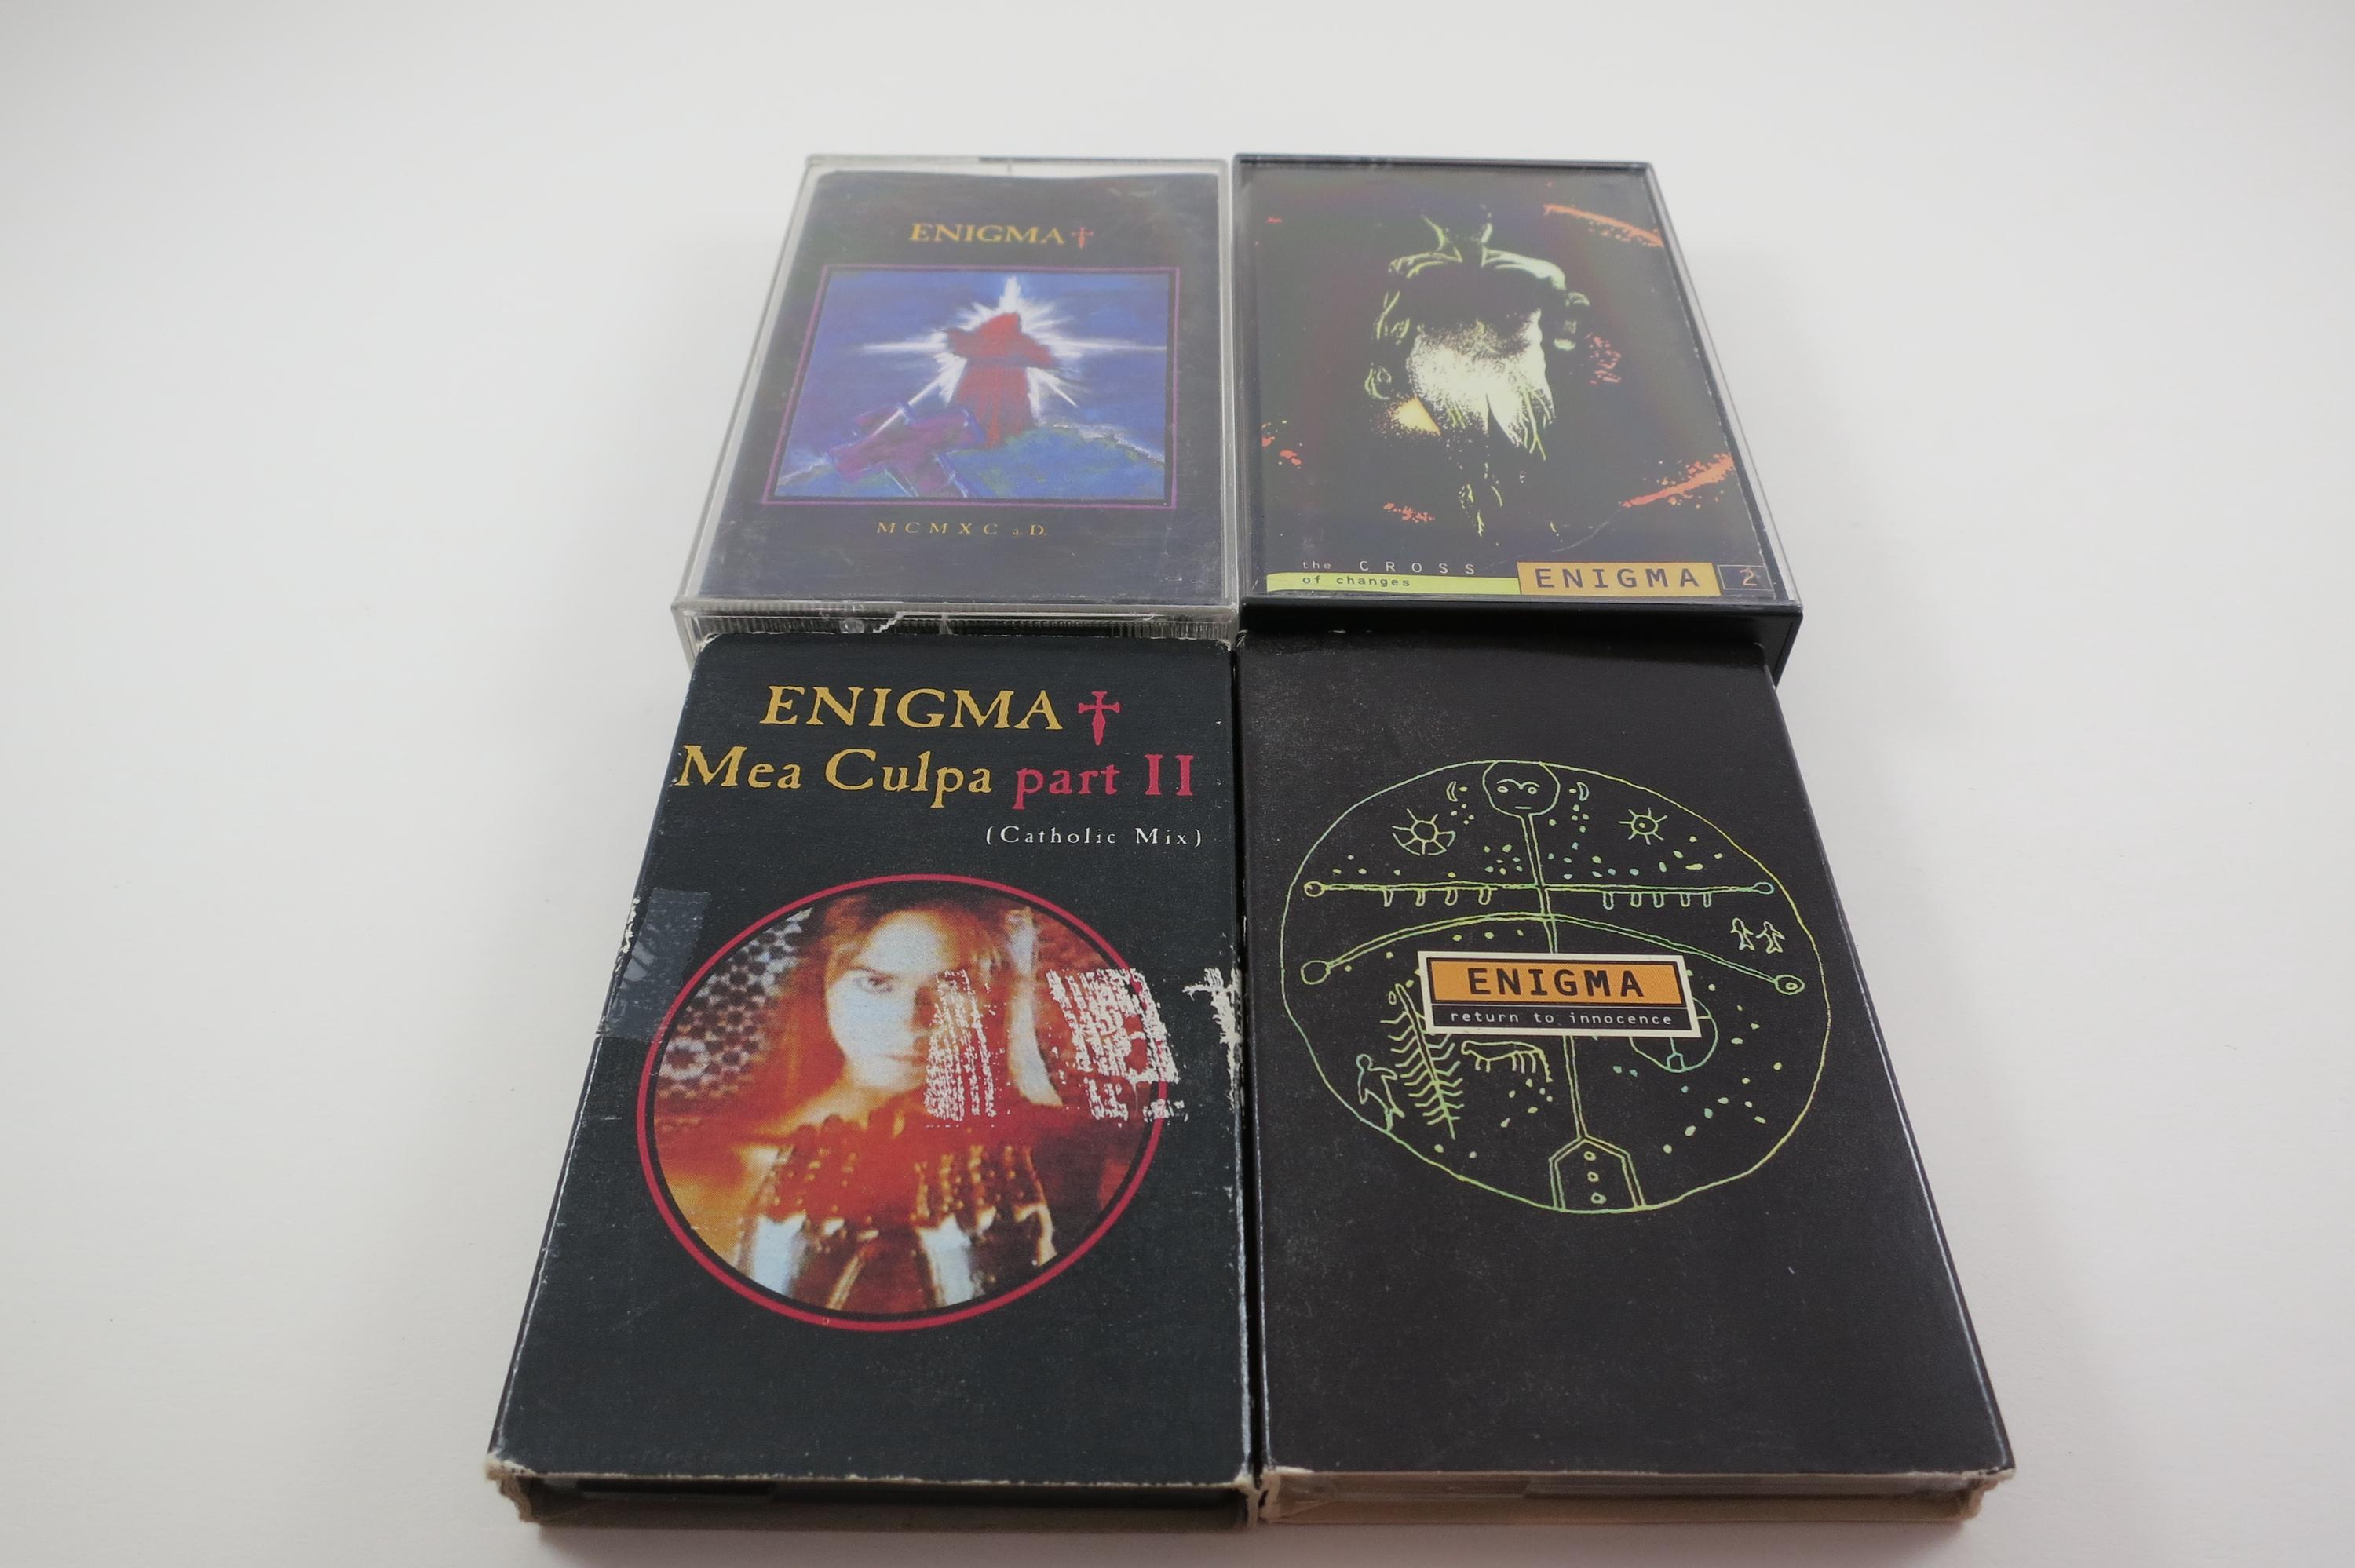 ENIGMA†
MCMXC a.D.
the CROSS
of changes
ENIGMA 2
ENIGMA†
Mea Culpa part II
(Catholic Mix)
ENIGMA
return to innocence